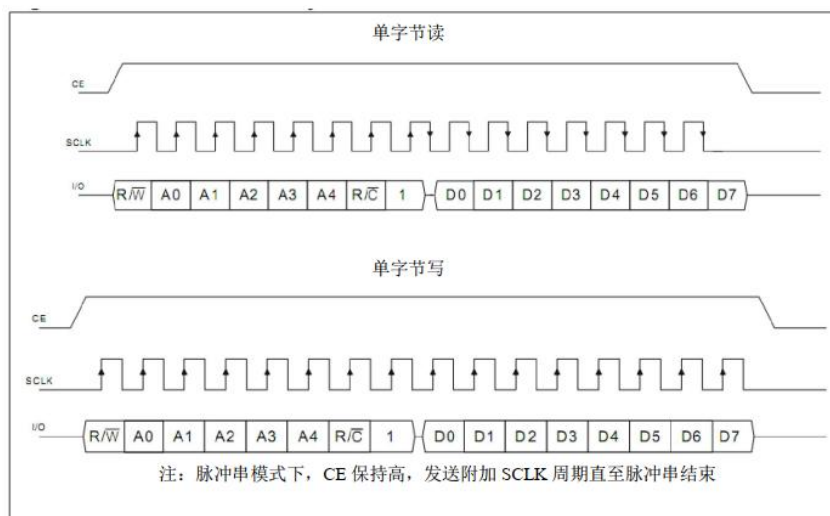 单字节读
CE
SCLK
I/O R/W̅ A0 A1 A2 A3 A4 R/C̅ 1 D0 D1 D2 D3 D4 D5 D6 D7
单字节写
CE
SCLK
I/O R/W̅ A0 A1 A2 A3 A4 R/C̅ 1 D0 D1 D2 D3 D4 D5 D6 D7
注：脉冲串模式下，CE 保持高，发送附加 SCLK 周期直至脉冲串结束